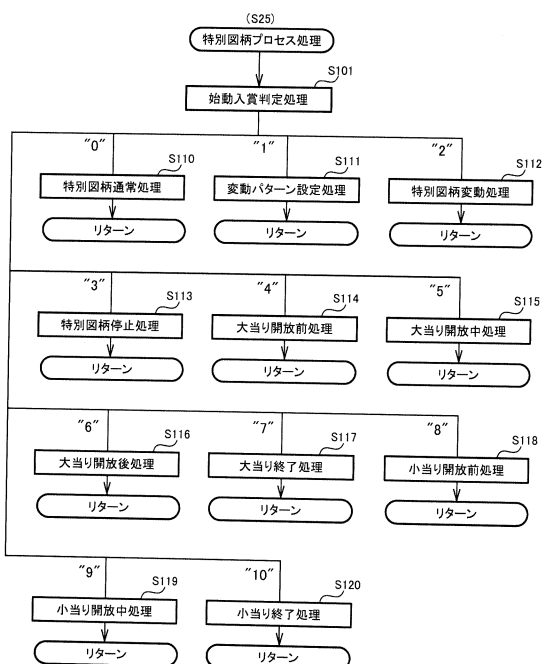 (S25)
特別図柄プロセス処理
S101
始動入賞判定処理
"0"
"1"
"2"
S110
S111
S112
特別図柄通常処理
変動パターン設定処理
特別図柄変動処理
リターン
リターン
リターン
"3"
"4"
"5"
S113
S114
S115
特別図柄停止処理
大当り開放前処理
大当り開放中処理
リターン
リターン
リターン
"6"
"7"
"8"
S116
S117
S118
大当り開放後処理
大当り終了処理
小当り開放前処理
リターン
リターン
リターン
"9"
"10"
S119
S120
小当り開放中処理
小当り終了処理
リターン
リターン